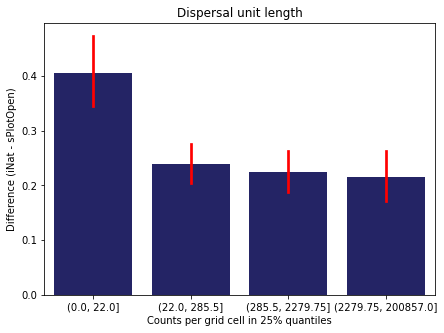 Dispersal unit length
Difference (iNat - sPlotOpen)
0.4
0.3
0.2
0.1
0.0
(0.0, 22.0] (22.0, 285.5] (285.5, 2279.75] (2279.75, 200857.0]
Counts per grid cell in 25% quantiles